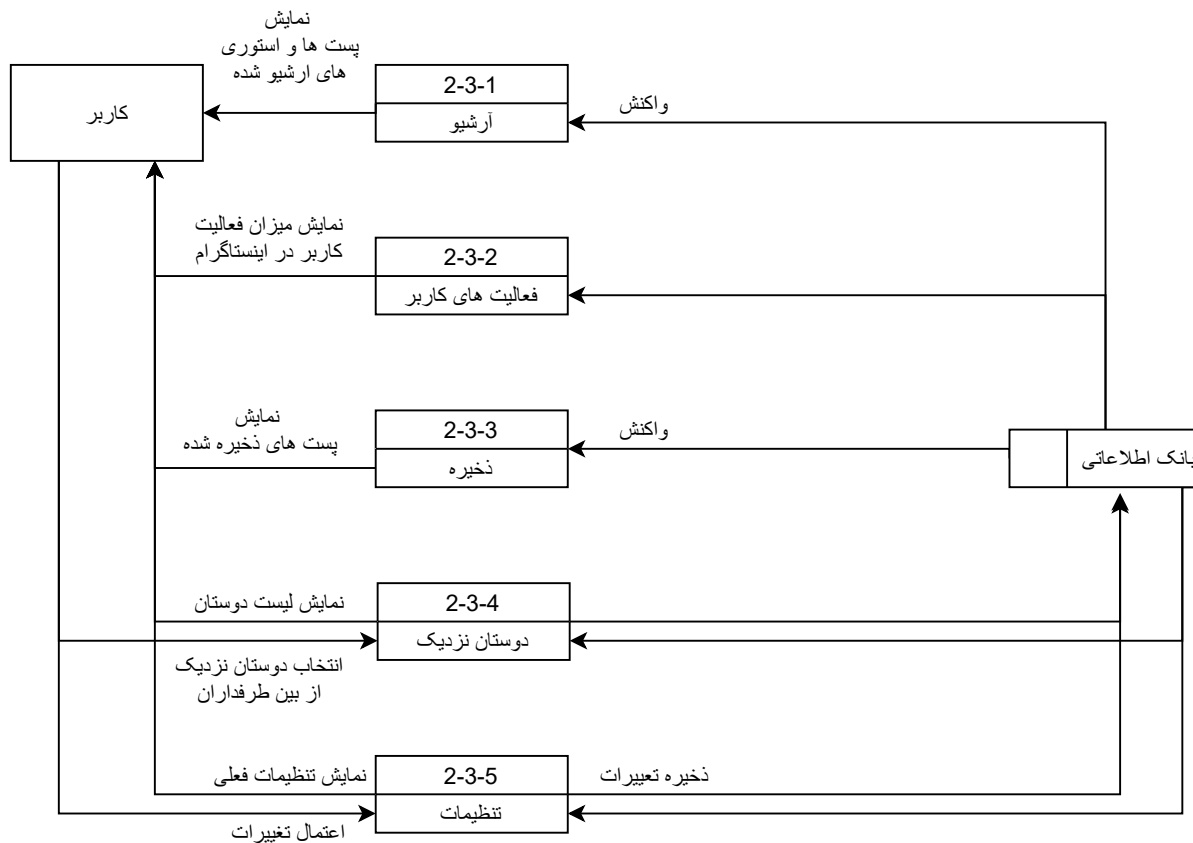 نمایش
پست ها و استوری
های ارشیو شده
کاربر
2-3-1
آرشیو
واکنش
نمایش میزان فعالیت
کاربر در اینستاگرام
2-3-2
فعالیت های کاربر
نمایش
پست های ذخیره شده
2-3-3
ذخیره
واکنش
بانک اطلاعاتی
نمایش لیست دوستان
2-3-4
دوستان نزدیک
انتخاب دوستان نزدیک
از بین طرفداران
نمایش تنظیمات فعلی
2-3-5
تنظیمات
ذخیره تعییرات
اعتمال تغییرات